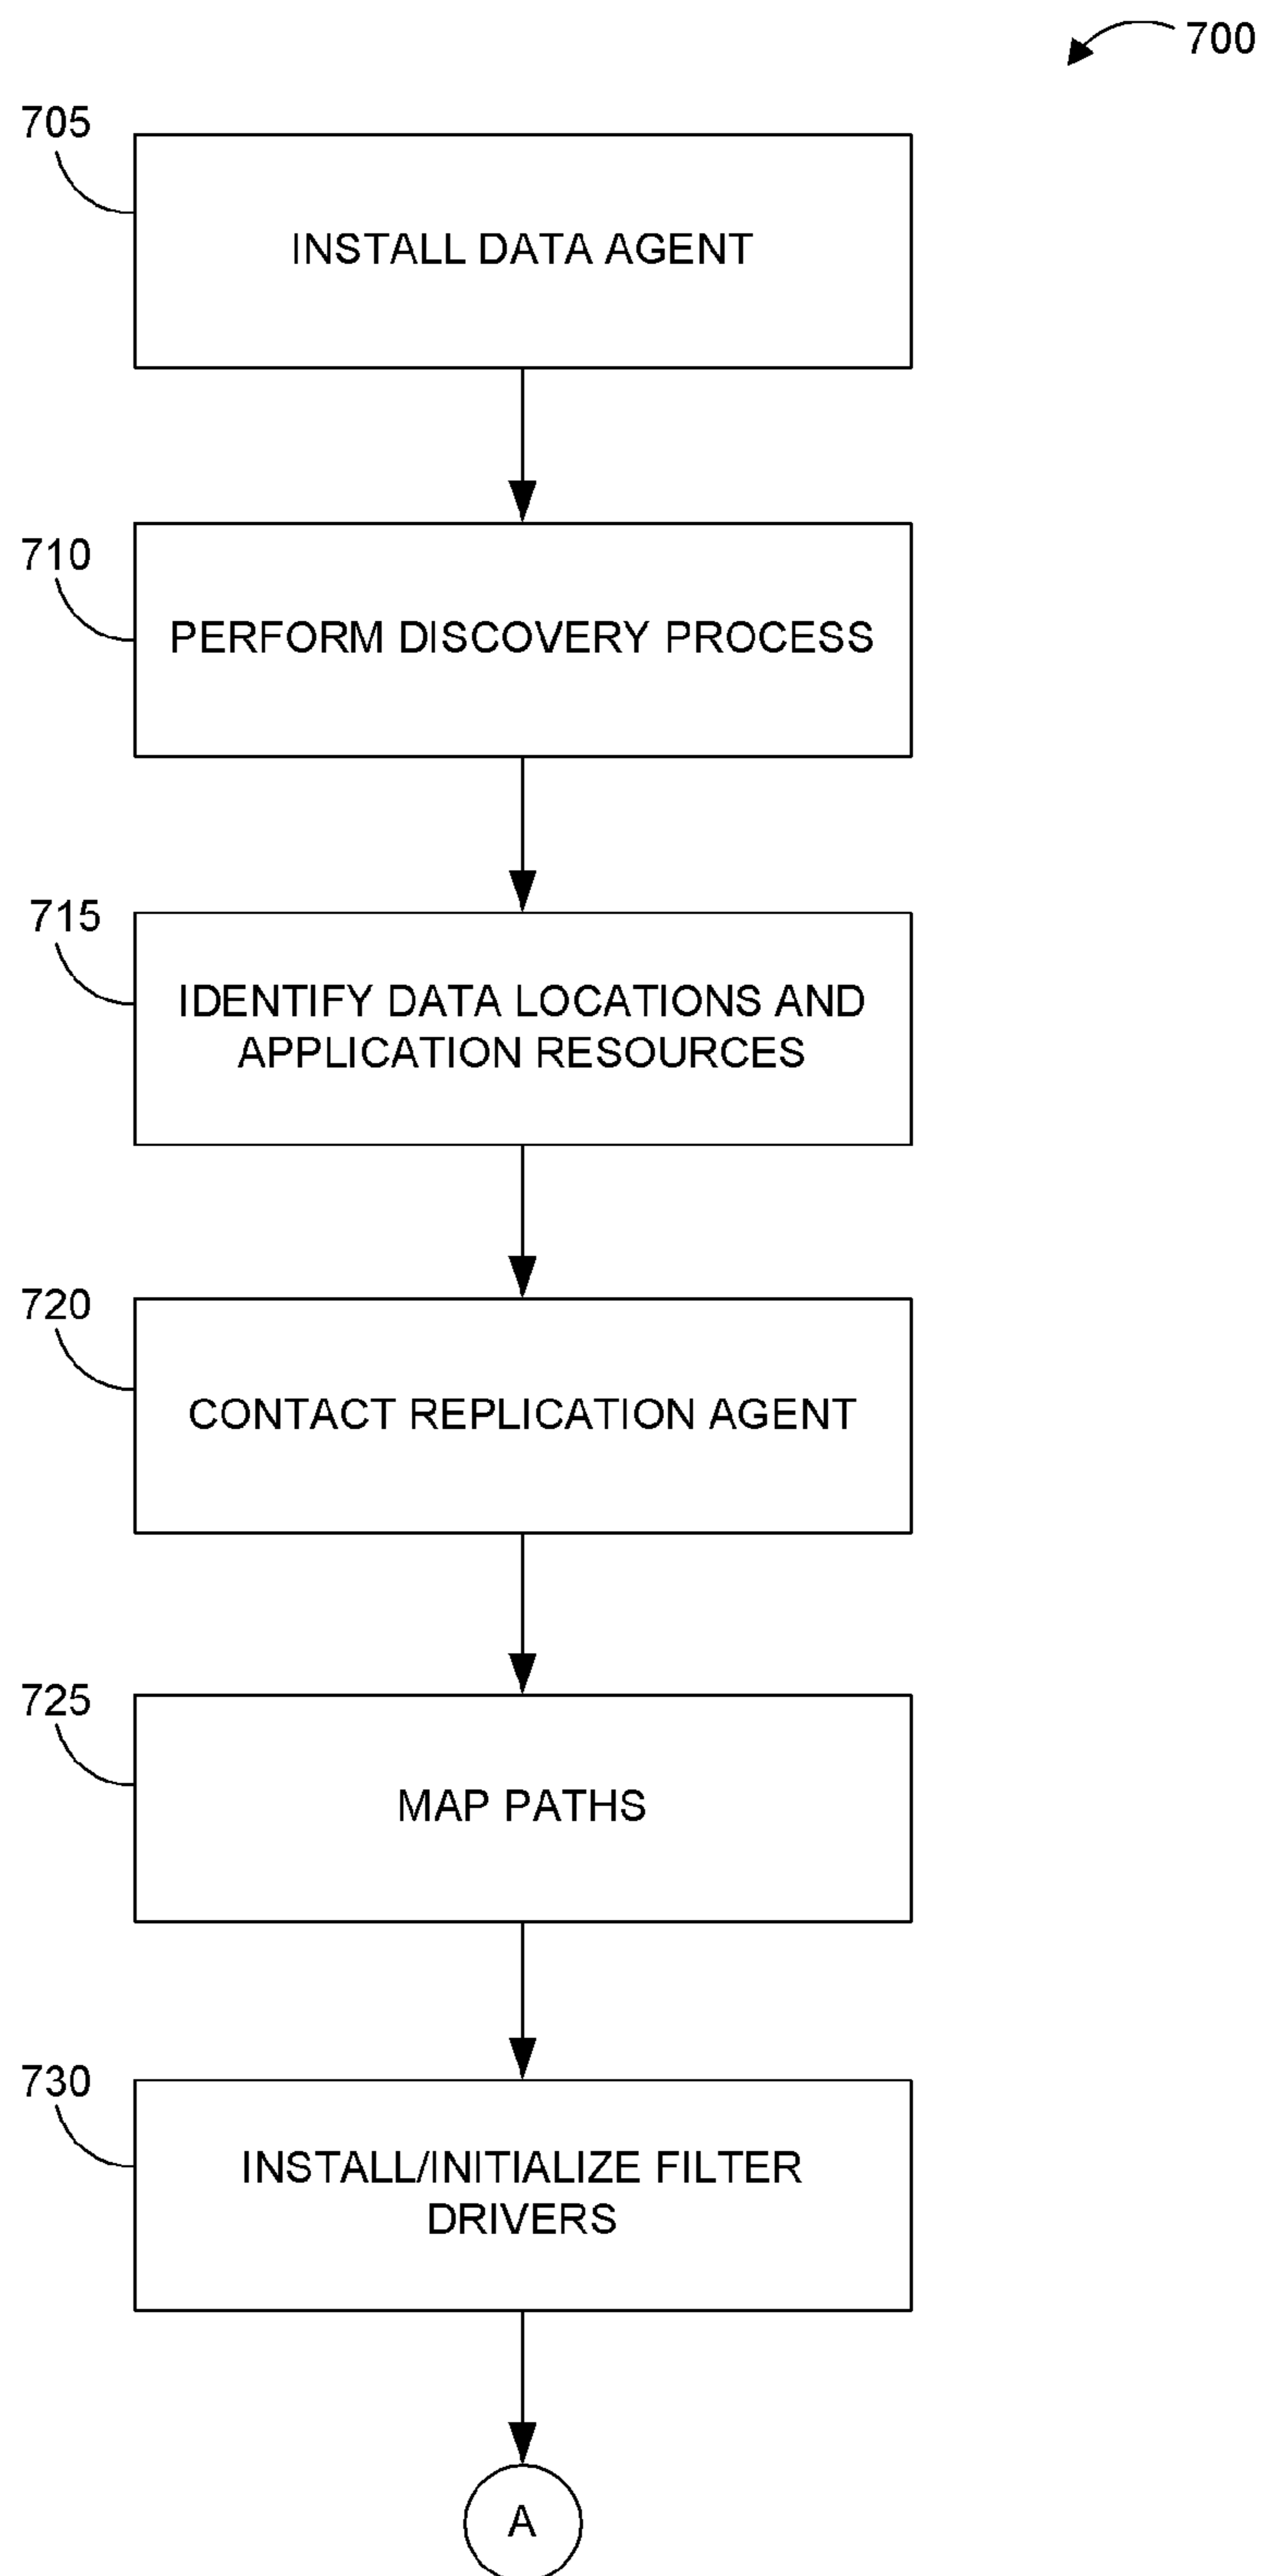 700
705
INSTALL DATA AGENT
710
PERFORM DISCOVERY PROCESS
715
IDENTIFY DATA LOCATIONS AND
APPLICATION RESOURCES
720
CONTACT REPLICATION AGENT
725
MAP PATHS
730
INSTALL/INITIALIZE FILTER
DRIVERS
A